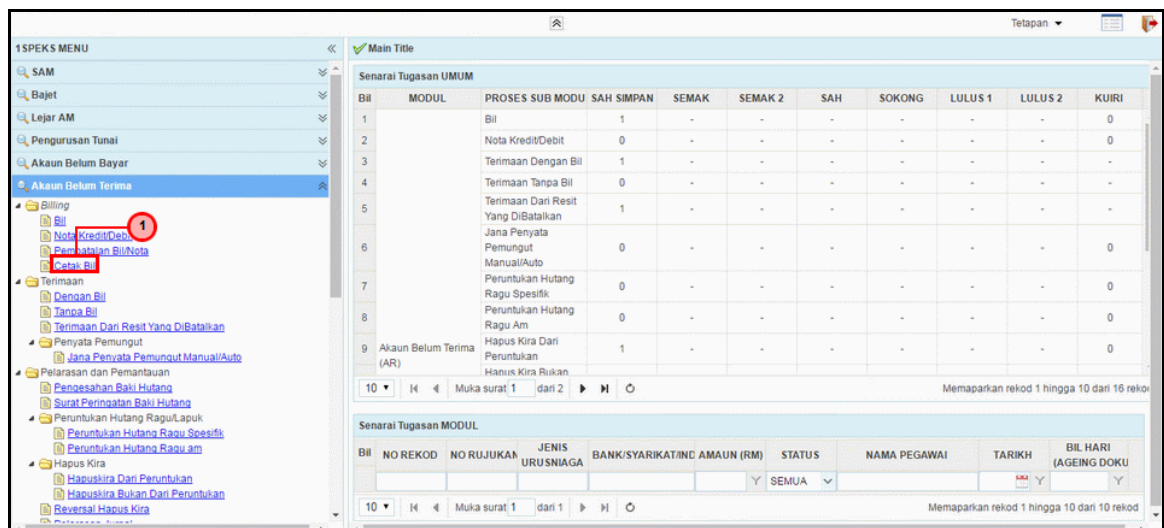 Tetapan
1SPEKS MENU
SAM
Bajet
Lejar AM
Pengurusan Tunai
Akaun Belum Bayar
Akaun Belum Terima
Billing
Bil
Nota Kredit/Debit
1
Pembatalan Bil/Nota
Cetak Bil
Terimaan
Dengan Bil
Tanpa Bil
Terimaan Dari Resit Yang DiBatalkan
Penyata Pemungut
Jana Penyata Pemungut Manual/Auto
Pelarasan dan Pemantauan
Pengesahan Baki Hutang
Surat Peringatan Baki Hutang
Peruntukan Hutang Ragu/Lapuk
Peruntukan Hutang Ragu Spesifik
Peruntukan Hutang Ragu am
Hapus Kira
Hapuskira Dari Peruntukan
Hapuskira Bukan Dari Peruntukan
Reversal Hapus Kira
Pelarasan Jurnal
Main Title
Senarai Tugasan UMUM
Bil MODUL PROSES SUB MODU SAH SIMPAN SEMAK SEMAK 2 SAH SOKONG LULUS 1 LULUS 2 KUIRI
1 Bil 1 - - - - - - 0
2 Nota Kredit/Debit 0 - - - - - - 0
3 Terimaan Dengan Bil 1 - - - - - - -
4 Terimaan Tanpa Bil 0 - - - - - - -
5 Terimaan Dari Resit Yang DiBatalkan 1 - - - - - - -
6 Jana Penyata Pemungut Manual/Auto 0 - - - - - - 0
7 Peruntukan Hutang Ragu Spesifik 0 - - - - - - 0
8 Peruntukan Hutang Ragu Am 0 - - - - - - 0
9 Akaun Belum Terima (AR) Hapus Kira Dari Peruntukan 1 - - - - - - 0
Hapus Kira Bukan
10 Muka surat 1 dari 2 Memaparkan rekod 1 hingga 10 dari 16 rekod
Senarai Tugasan MODUL
Bil NO REKOD NO RUJUKAN JENIS URUSNIAGA BANK/SYARIKAT/IND AMAUN (RM) STATUS NAMA PEGAWAI TARIKH BIL HARI (AGEING DOKU
SEMUA
10 Muka surat 1 dari 1 Memaparkan rekod 1 hingga 10 dari 10 rekod